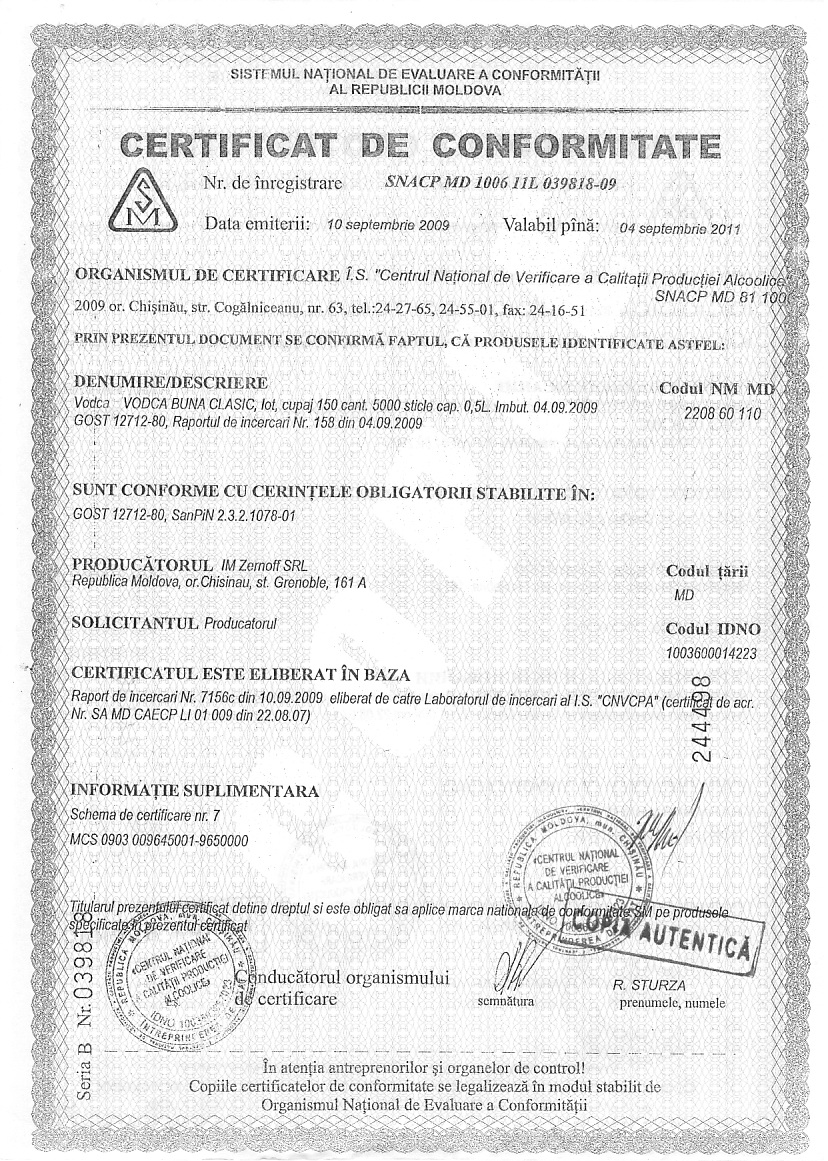 SISTEMUL NAȚIONAL DE EVALUARE A CONFORMITĂȚII
AL REPUBLICII MOLDOVA
CERTIFICAT DE CONFORMITATE
SM
Nr. de înregistrare SNACP MD 1006 11L 039818-09
Data emiterii: 10 septembrie 2009 Valabil pînă: 04 septembrie 2011
ORGANISMUL DE CERTIFICARE Î.S. "Centrul Național de Verificare a Calitatii Producției Alcoolice"
SNACP MD 81 100
2009 or. Chișinău, str. Cogălniceanu, nr. 63, tel.:24-27-65, 24-55-01, fax: 24-16-51
PRIN PREZENTUL DOCUMENT SE CONFIRMĂ FAPTUL, CĂ PRODUSELE IDENTIFICATE ASTFEL:
DENUMIRE/DESCRIERE Codul NM MD
Vodca VODCA BUNA CLASIC, lot, cupaj 150 cant. 5000 sticle cap. 0,5L. Imbut. 04.09.2009
2208 60 110
GOST 12712-80, Raportul de incercari Nr. 158 din 04.09.2009
SUNT CONFORME CU CERINȚELE OBLIGATORII STABILITE ÎN:
GOST 12712-80, SanPiN 2.3.2.1078-01
PRODUCĂTORUL IM Zernoff SRL Codul țării
Republica Moldova, or.Chisinau, st. Grenoble, 161 A
MD
SOLICITANTUL Producatorul Codul IDNO
1003600014223
CERTIFICATUL ESTE ELIBERAT ÎN BAZA
Raport de incercari Nr. 7156c din 10.09.2009 eliberat de catre Laboratorul de incercari al I.S. "CNVCPA" (certificat de acr.
Nr. SA MD CAECP LI 01 009 din 22.08.07)
244498
INFORMAȚIE SUPLIMENTARA
Schema de certificare nr. 7
MCS 0903 009645001-9650000
REPUBLICA MOLDOVA, mun. CHIȘINĂU
«CENTRUL NAȚIONAL
DE VERIFICARE
A CALITĂȚII PRODUCȚIEI
ALCOOLICE»
Titularul prezentului certificat detine dreptul si este obligat sa aplice marca nationala de conformitate SM pe produsele
specificate in prezentul certificat
COPIA AUTENTICĂ
REPUBLICA MOLDOVA, mun.
«CENTRUL NAȚIONAL
DE VERIFICARE
A CALITĂȚII PRODUCȚIEI
ALCOOLICE»
IDNO
ÎNTREPRINDEREA DE
Conducătorul organismului
de certificare
semnătura
R. STURZA
prenumele, numele
Seria B Nr. 039818
În atenția antreprenorilor și organelor de control!
Copiile certificatelor de conformitate se legalizează în modul stabilit de
Organismul Național de Evaluare a Conformității